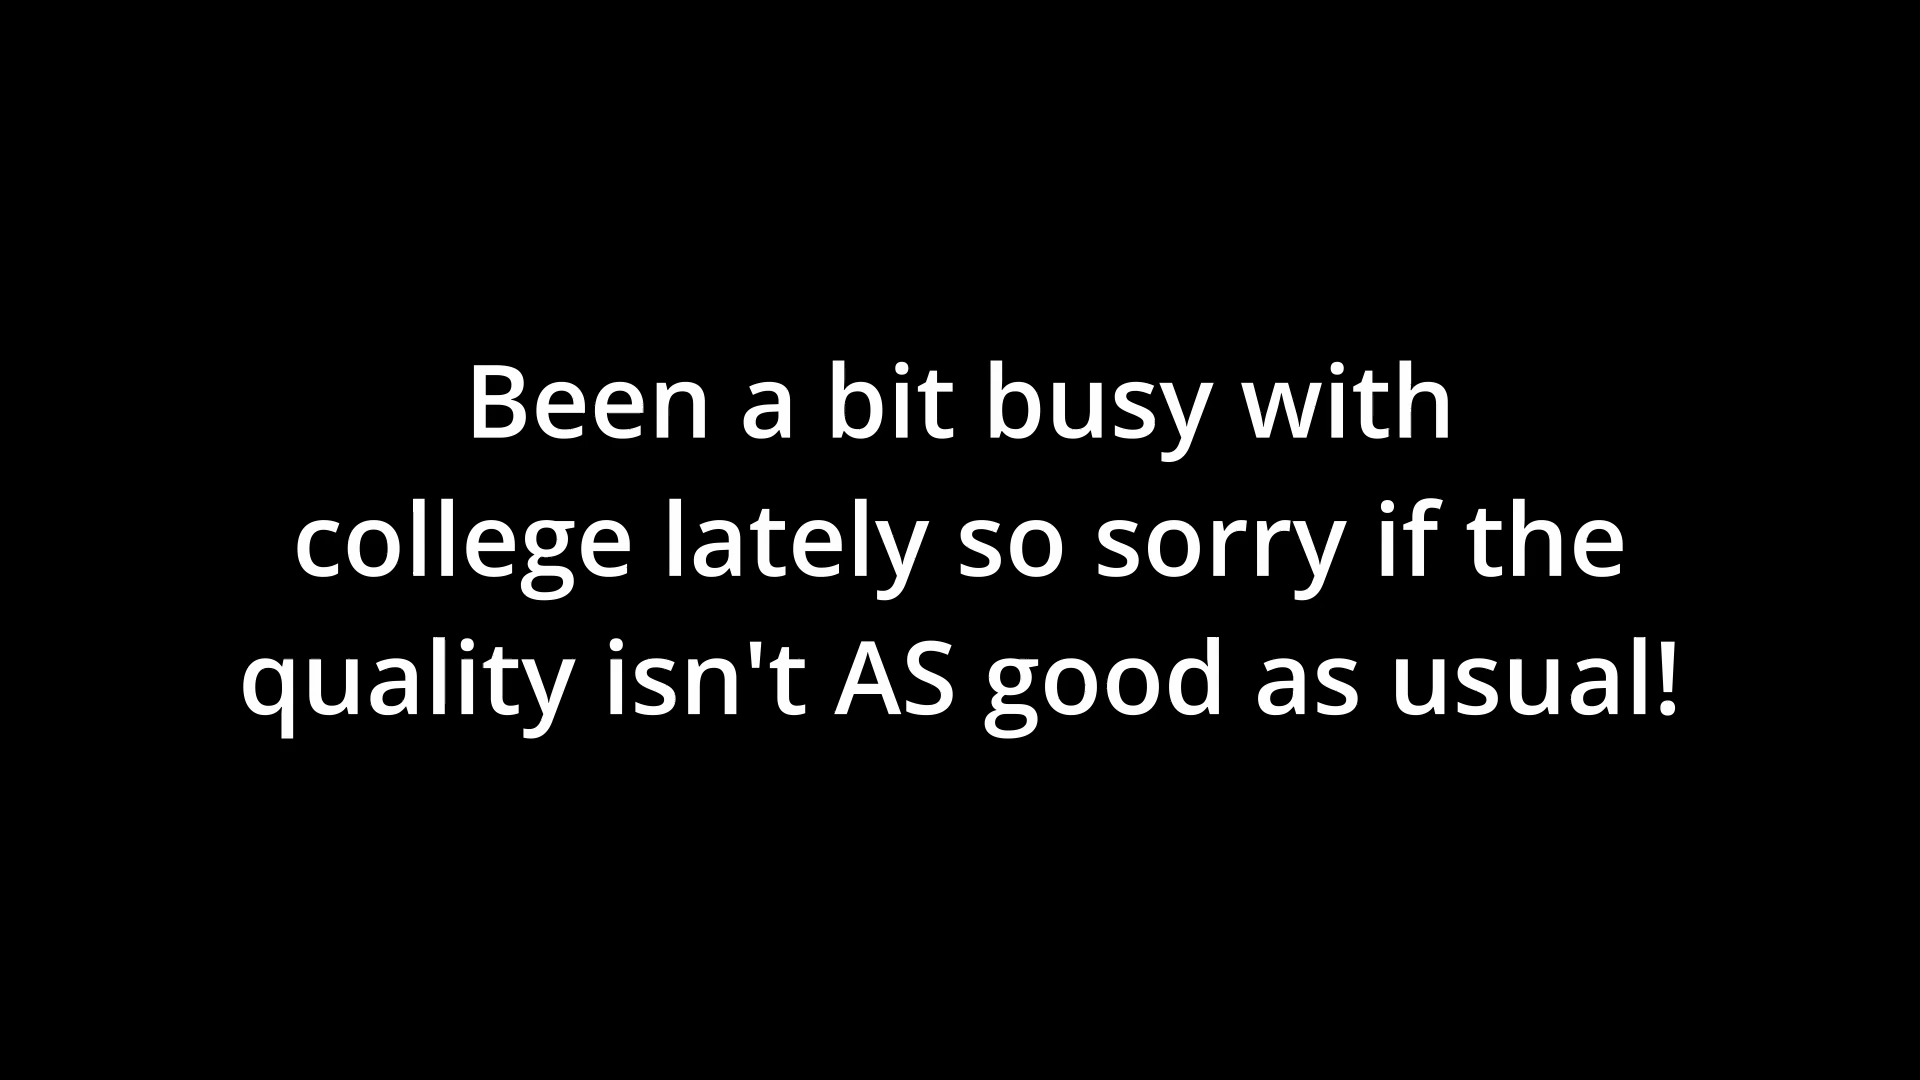 Been a bit busy with
college lately so sorry if the
quality isn't AS good as usual!